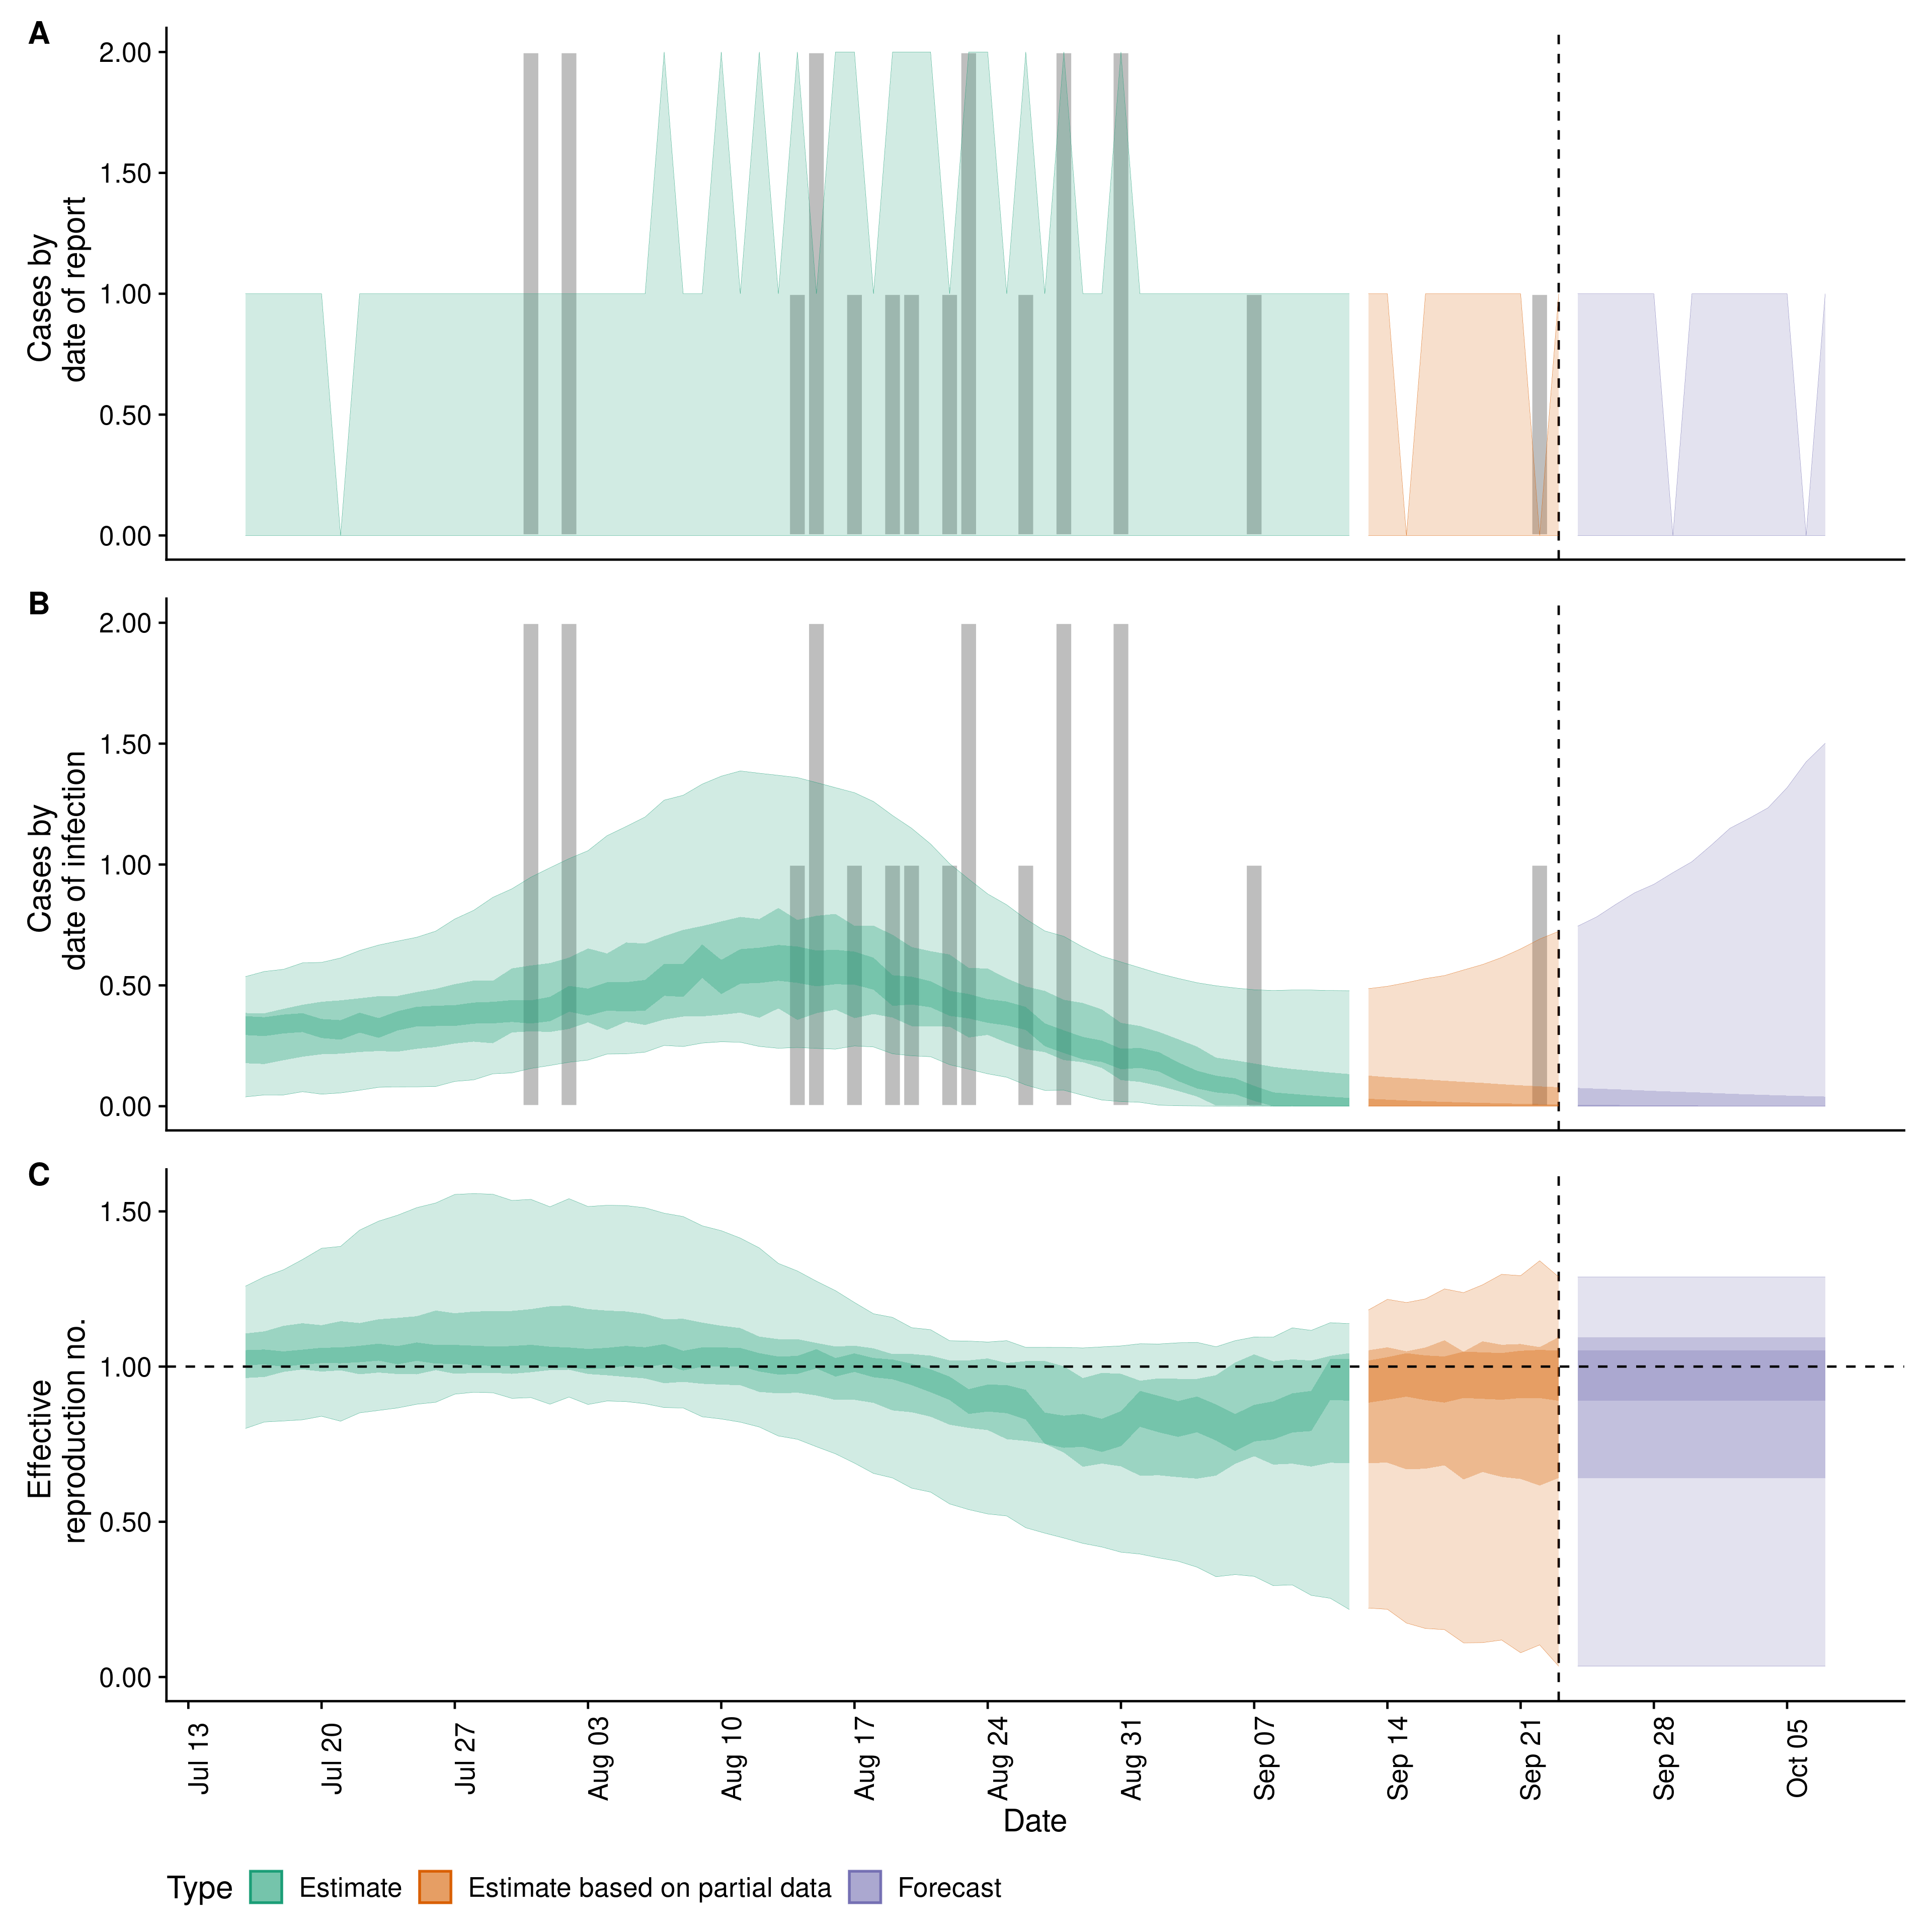 A
2.00
1.50
1.00
0.50
0.00
Cases by
date of report
B
2.00
1.50
1.00
0.50
0.00
Cases by
date of infection
C
1.50
1.00
0.50
0.00
Effective
reproduction no.
Jul 13
Jul 20
Jul 27
Aug 03
Aug 10
Aug 17
Aug 24
Aug 31
Sep 07
Sep 14
Sep 21
Sep 28
Oct 05
Date
Type
Estimate
Estimate based on partial data
Forecast